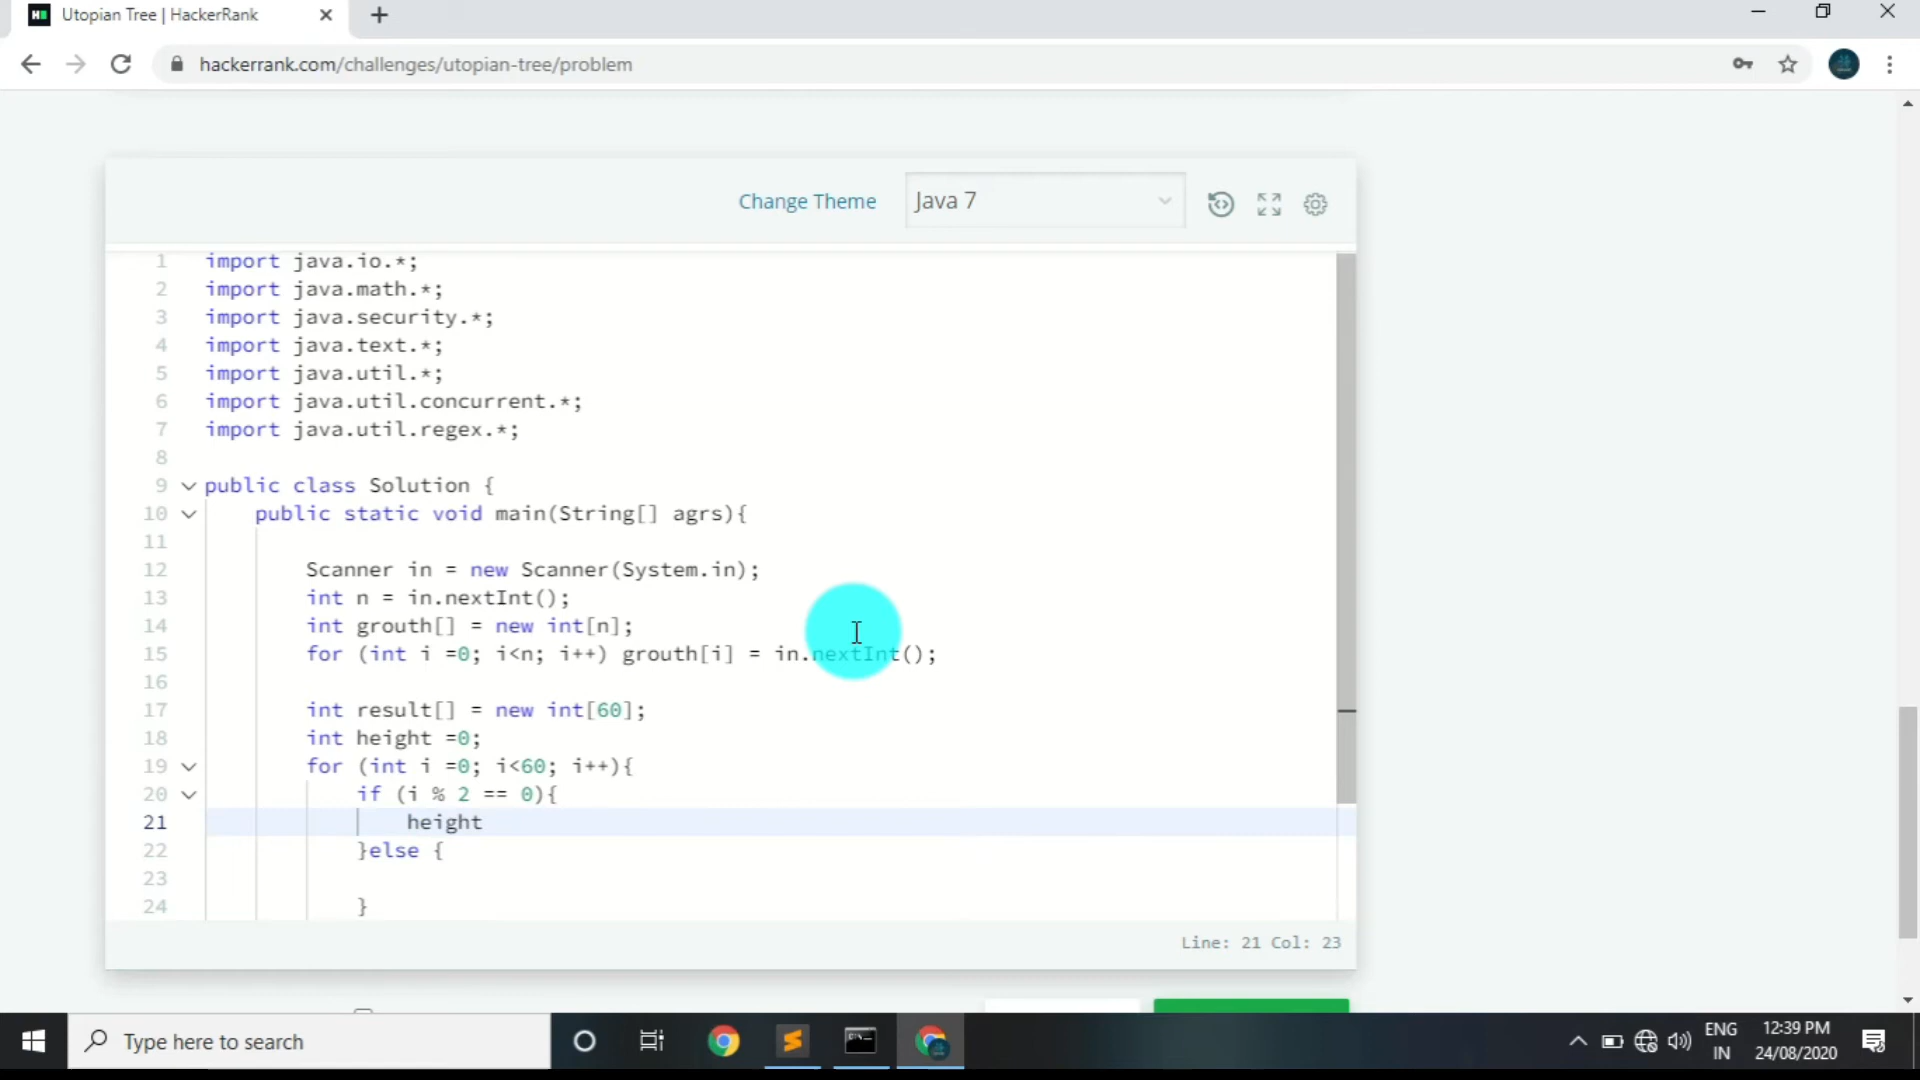 Utopian Tree | HackerRank
hackerrank.com/challenges/utopian-tree/problem
Change Theme
Java 7
1 import java.io.*;
2 import java.math.*;
3 import java.security.*;
4 import java.text.*;
5 import java.util.*;
6 import java.util.concurrent.*;
7 import java.util.regex.*;
8
9 public class Solution {
10 public static void main(String[] agrs){
11
12 Scanner in = new Scanner(System.in);
13 int n = in.nextInt();
14 int grouth[] = new int[n];
15 for (int i =0; i<n; i++) grouth[i] = in.nextInt();
16
17 int result[] = new int[60];
18 int height =0;
19 for (int i =0; i<60; i++){
20 if (i % 2 == 0){
21 height
22 }else {
23
24 }
Line: 21 Col: 23
Type here to search
ENG
IN
12:39 PM
24/08/2020